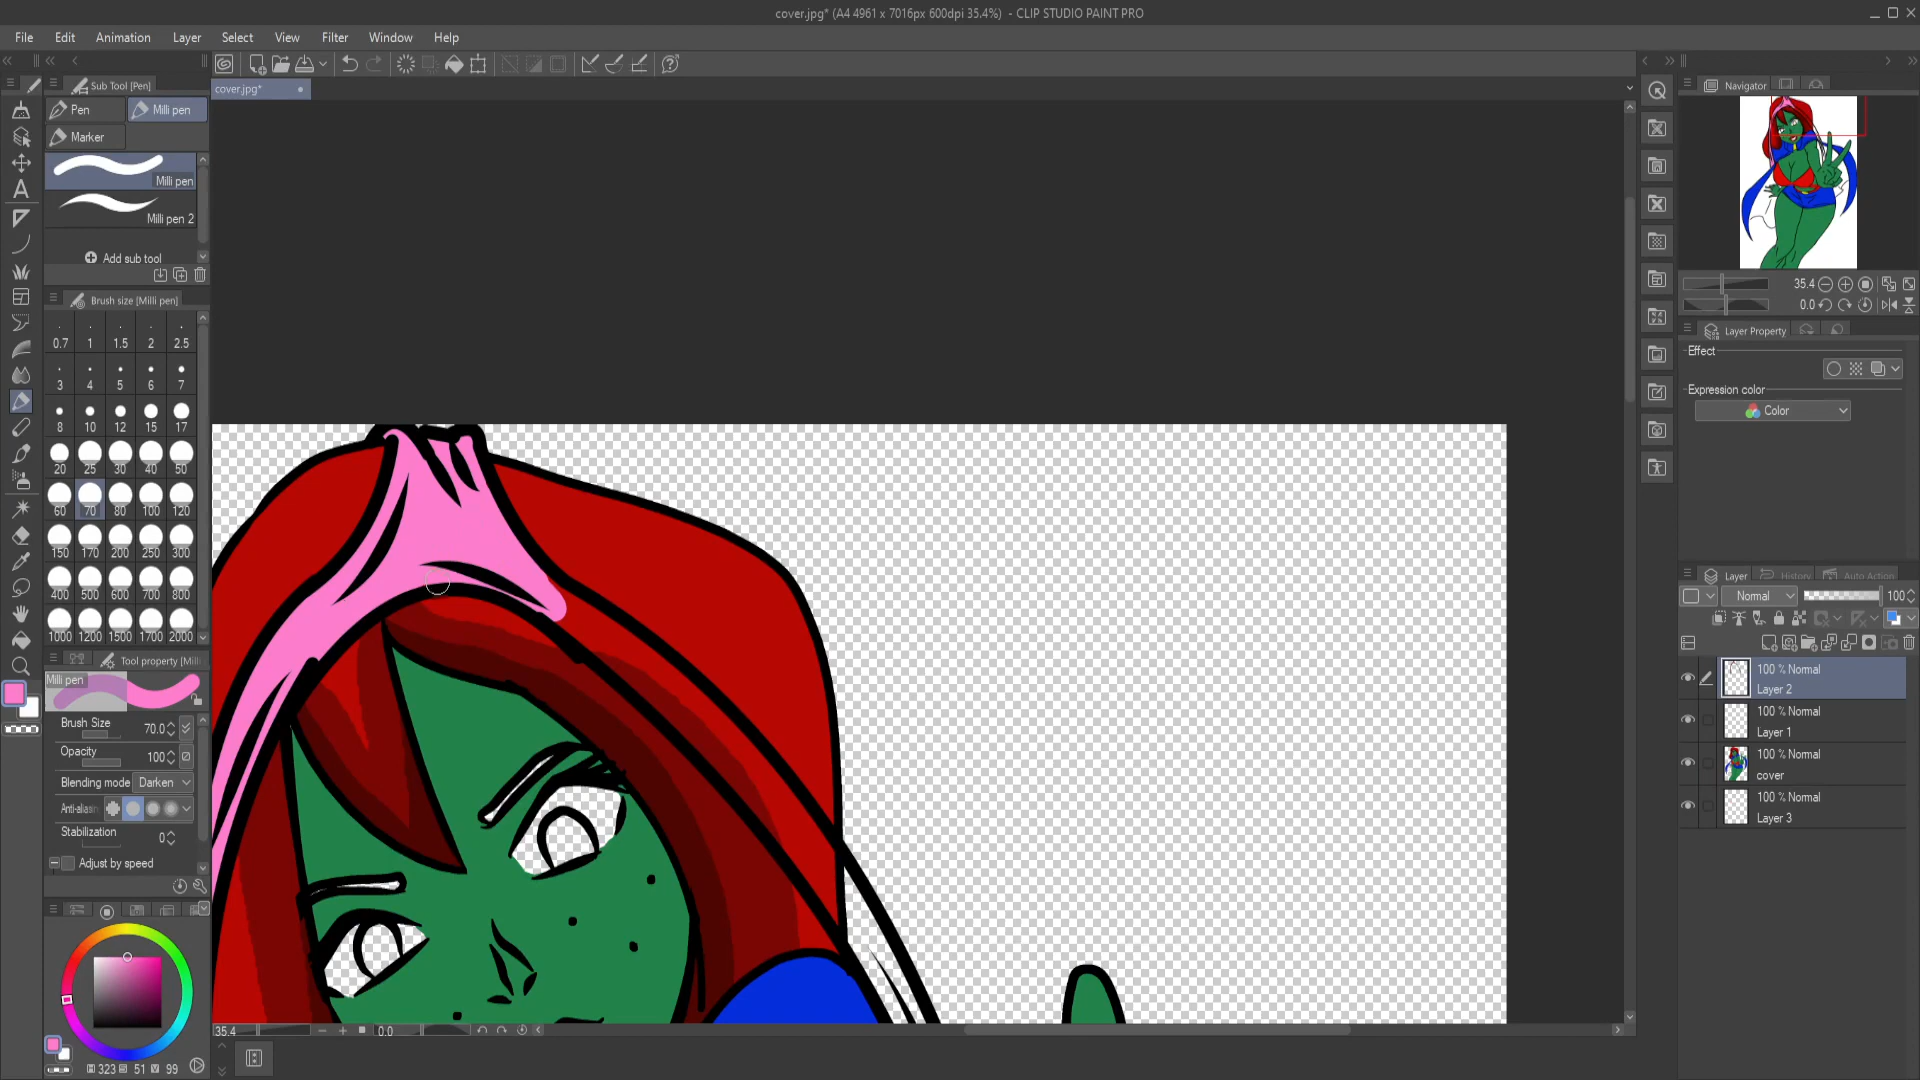 cover.jpg* (A4 4961 x 7016px 600dpi 35.4%) - CLIP STUDIO PAINT PRO
File Edit Animation Layer Select View Filter Window Help
Sub Tool [Pen]
cover.jpg*
Navigator
Pen
Milli pen
Marker
Milli pen
Milli pen 2
Add sub tool
Brush size [Milli pen]
35.4
0.0
0.7 1 1.5 2 2.5
3 4 5 6 7
8 10 12 15 17
20 25 30 40 50
60 70 80 100 120
150 170 200 250 300
400 500 600 700 800
1000 1200 1500 1700 2000
Layer Property
Effect
Expression color
Color
Layer History Auto Action
Normal 100
100 % Normal
Layer 2
100 % Normal
Layer 1
100 % Normal
cover
100 % Normal
Layer 3
Tool property [Mill
Milli pen
Brush Size 70.0
Opacity 100
Blending mode Darken
Anti-alias
Stabilization 0
Adjust by speed
35.4 0.0
H 323 S 51 V 99